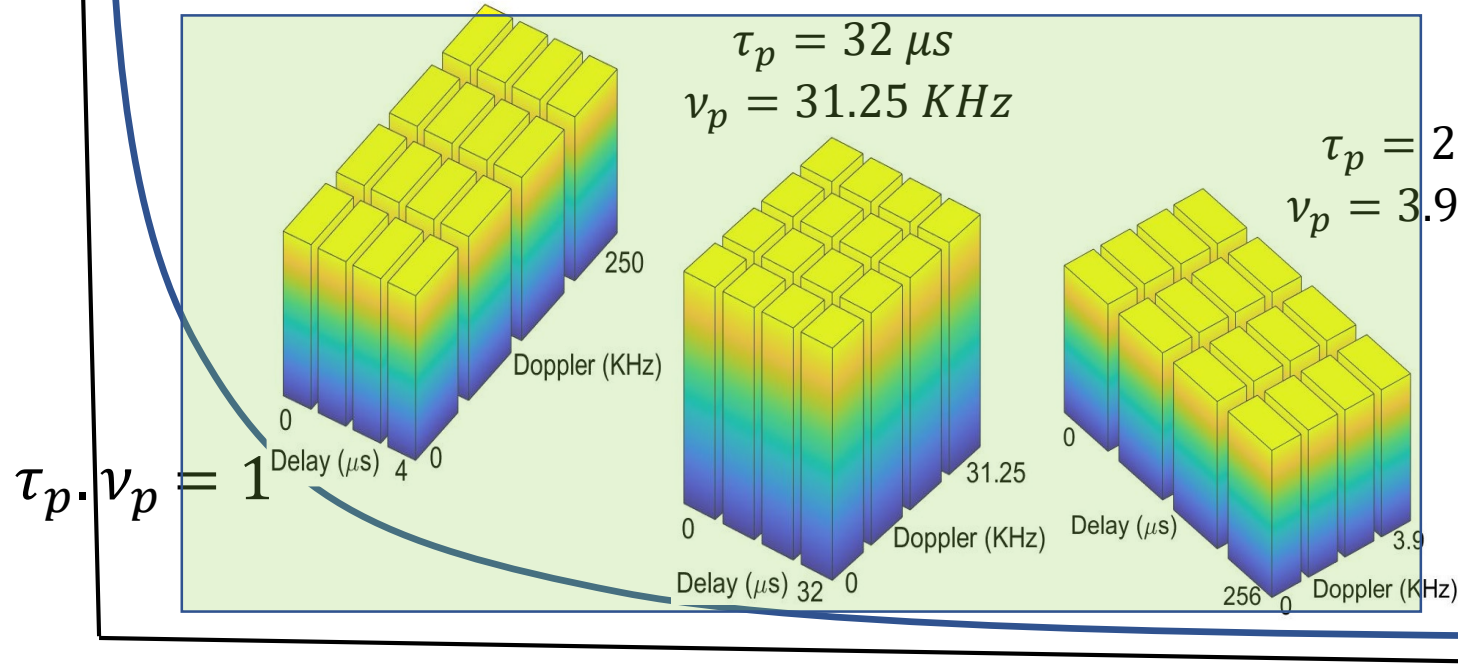 τ_p = 32 μs
ν_p = 31.25 KHz
τ_p = 2
ν_p = 3.9
250
Doppler (KHz)
0
Delay (μs) 4 0
τ_p.ν_p = 1
31.25
Doppler (KHz)
0
Delay (μs) 32 0
0
Delay (μs)
3.9
Doppler (KHz)
256 0